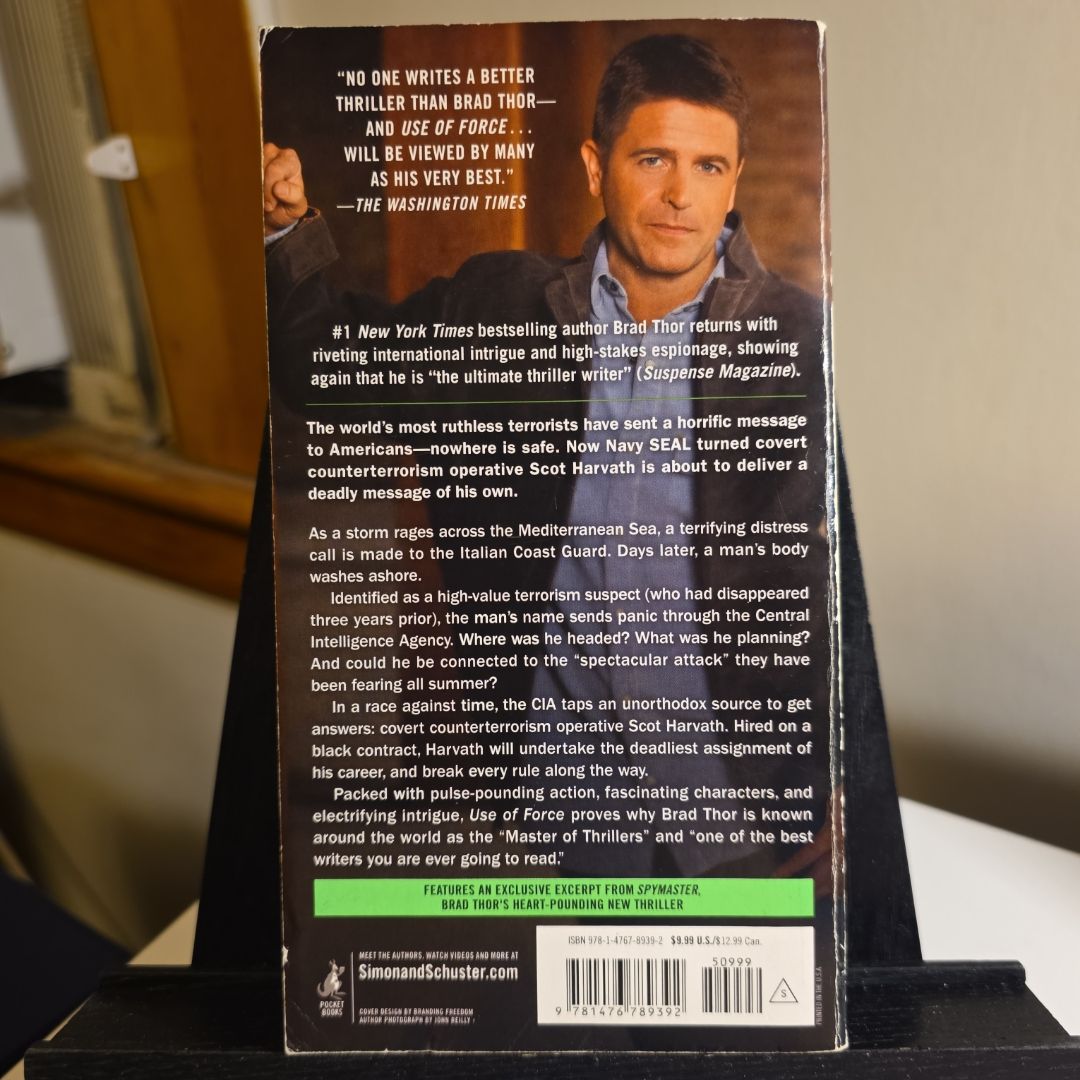 “NO ONE WRITES A BETTER
THRILLER THAN BRAD THOR—
AND USE OF FORCE...
WILL BE VIEWED BY MANY
AS HIS VERY BEST.”
—THE WASHINGTON TIMES
#1 New York Times bestselling author Brad Thor returns with
riveting international intrigue and high-stakes espionage, showing
again that he is “the ultimate thriller writer” (Suspense Magazine).
The world’s most ruthless terrorists have sent a horrific message
to Americans—nowhere is safe. Now Navy SEAL turned covert
counterterrorism operative Scot Harvath is about to deliver a
deadly message of his own.
As a storm rages across the Mediterranean Sea, a terrifying distress
call is made to the Italian Coast Guard. Days later, a man’s body
washes ashore.
Identified as a high-value terrorism suspect (who had disappeared
three years prior), the man’s name sends panic through the Central
Intelligence Agency. Where was he headed? What was he planning?
And could he be connected to the “spectacular attack” they have
been fearing all summer?
In a race against time, the CIA taps an unorthodox source to get
answers: covert counterterrorism operative Scot Harvath. Hired on a
black contract, Harvath will undertake the deadliest assignment of
his career, and break every rule along the way.
Packed with pulse-pounding action, fascinating characters, and
electrifying intrigue, Use of Force proves why Brad Thor is known
around the world as the “Master of Thrillers” and “one of the best
writers you are ever going to read.”
FEATURES AN EXCLUSIVE EXCERPT FROM SPYMASTER,
BRAD THOR’S HEART-POUNDING NEW THRILLER
MEET THE AUTHORS, WATCH VIDEOS AND MORE AT
SimonandSchuster.com
POCKET
BOOKS
COVER DESIGN BY BRANDING FREEDOM
AUTHOR PHOTOGRAPH BY JOHN REILLY
ISBN 978-1-4767-8939-2 $9.99 U.S./$12.99 Can.
50999
9 781476 789392
S
PRINTED IN THE U.S.A.